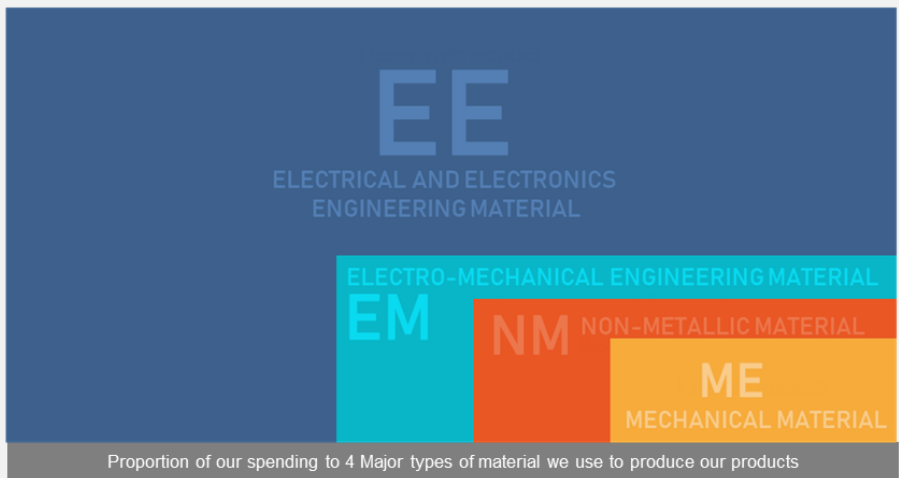 EE
ELECTRICAL AND ELECTRONICS
ENGINEERING MATERIAL
ELECTRO-MECHANICAL ENGINEERING MATERIAL
EM
NM NON-METALLIC MATERIAL
ME
MECHANICAL MATERIAL
Proportion of our spending to 4 Major types of material we use to produce our products